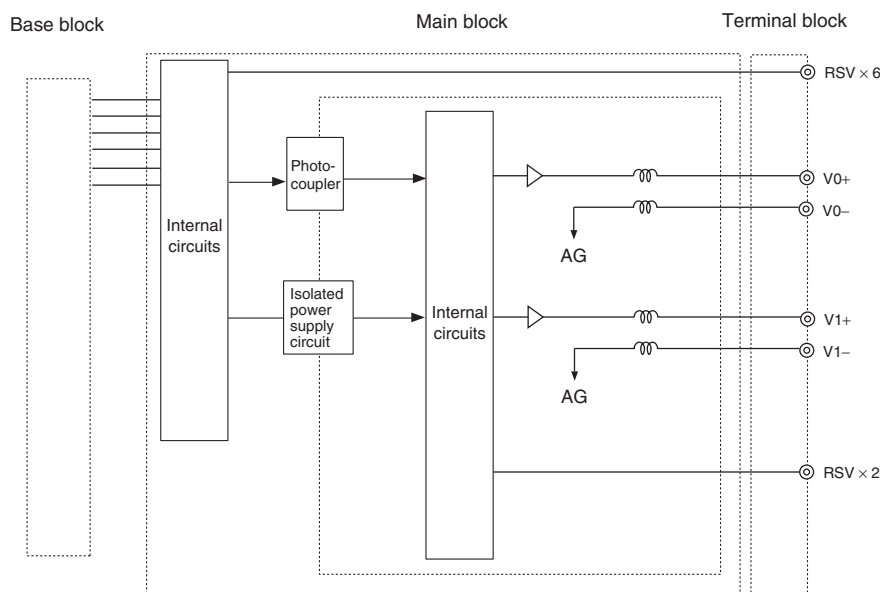 Base block
Main block
Terminal block
RSV × 6
Photo-
coupler
V0+
V0−
Internal
circuits
AG
Isolated
power
supply
circuit
Internal
circuits
V1+
V1−
AG
RSV × 2